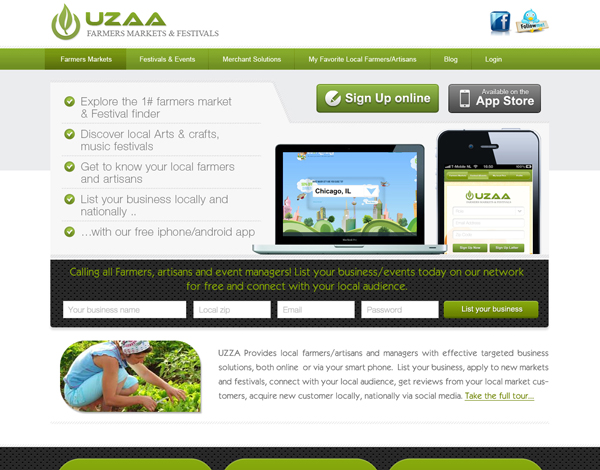 UZAA
FARMERS MARKETS & FESTIVALS
Farmers Markets
Festivals & Events
Merchant Solutions
My Favorite Local Farmers/Artisans
Blog
Login
Explore the 1# farmers market
& Festival finder
Discover local Arts & crafts,
music festivals
Get to know your local farmers
and artisans
List your business locally and
nationally ..
...with our free iphone/android app
Sign Up online
Available on the
App Store
Chicago, IL
UZAA
Sign Up Now
Sign Up Later
Calling all Farmers, artisans and event managers! List your business/events today on our network
for free and connect with your local audience.
Your business name
Local zip
Email
Password
List your business
UZZA Provides local farmers/artisans and managers with effective targeted business
solutions, both online or via your smart phone. List your business, apply to new markets
and festivals, connect with your local audience, get reviews from your local market cus-
tomers, acquire new customer locally, nationally via social media. Take the full tour...